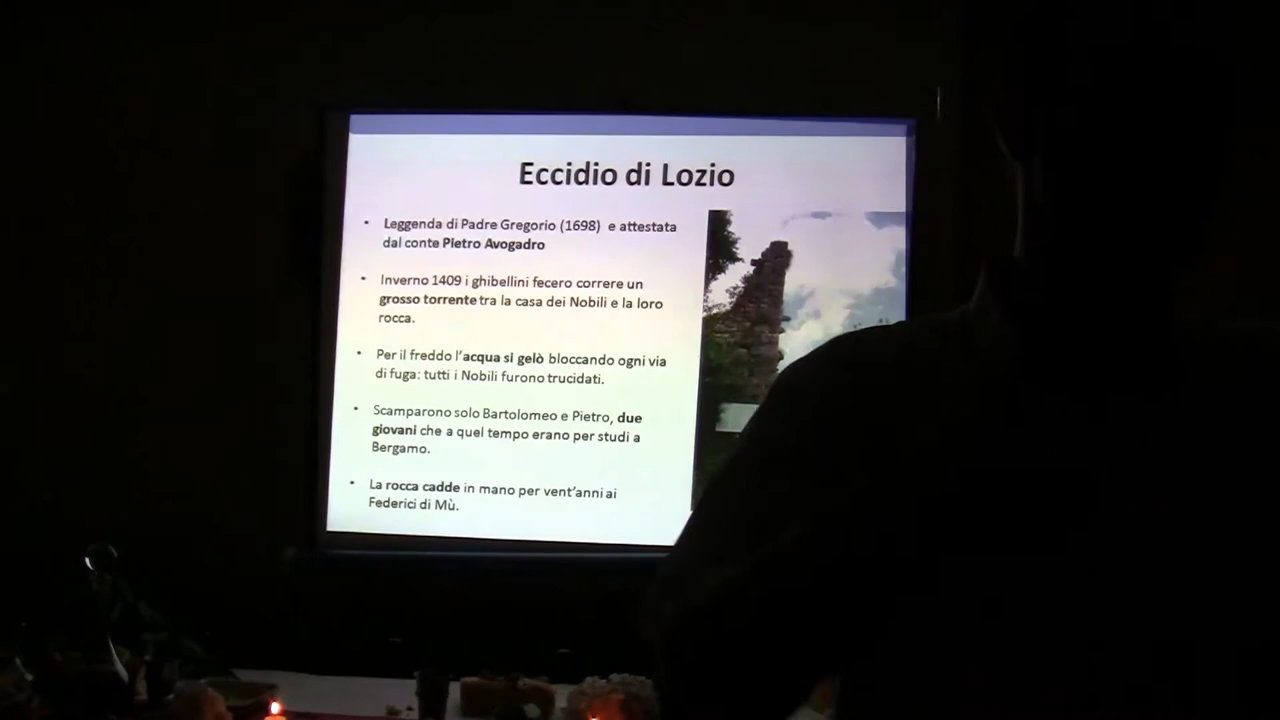 Eccidio di Lozio
• Leggenda di Padre Gregorio (1698) e attestata
dal conte Pietro Avogadro
• Inverno 1409 i ghibellini fecero correre un
grosso torrente tra la casa dei Nobili e la loro
rocca.
• Per il freddo l'acqua si gelò bloccando ogni via
di fuga: tutti i Nobili furono trucidati.
• Scamparono solo Bartolomeo e Pietro, due
giovani che a quel tempo erano per studi a
Bergamo.
• La rocca cadde in mano per vent'anni ai
Federici di Mù.